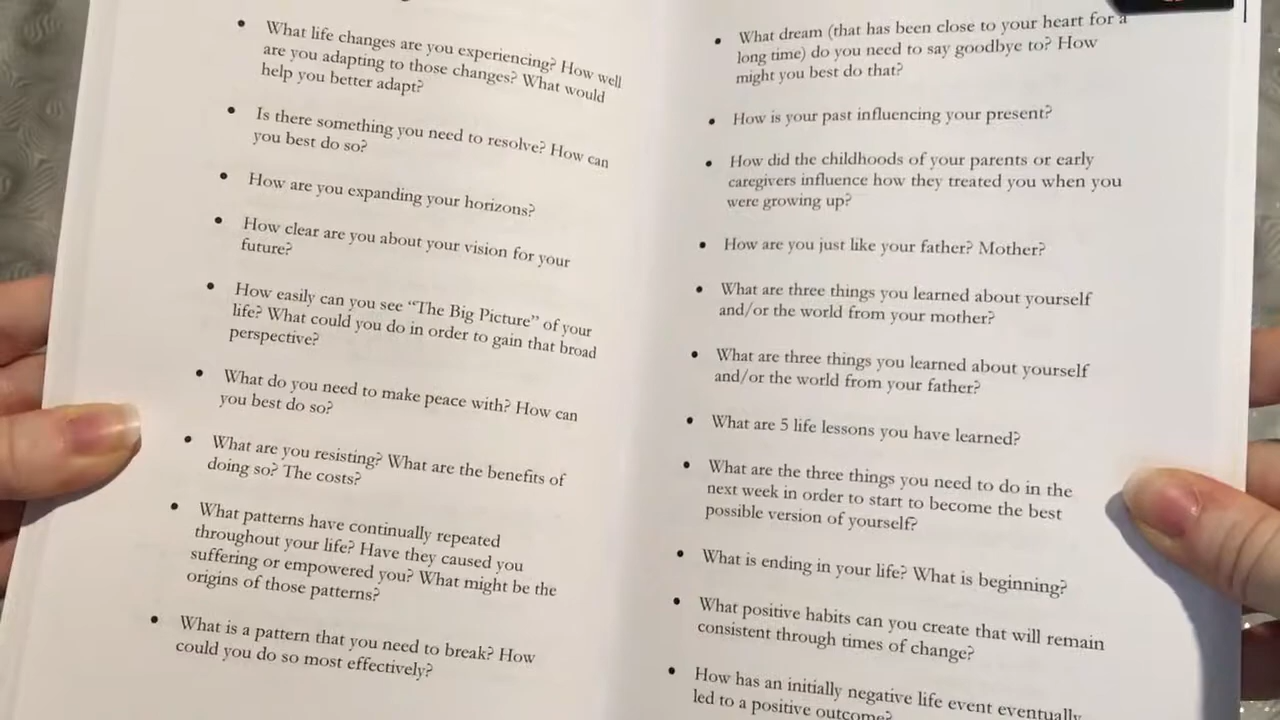 • What life changes are you experiencing? How well
are you adapting to those changes? What would
help you better adapt?
• Is there something you need to resolve? How can
you best do so?
• How are you expanding your horizons?
• How clear are you about your vision for your
future?
• How easily can you see “The Big Picture” of your
life? What could you do in order to gain that broad
perspective?
• What do you need to make peace with? How can
you best do so?
• What are you resisting? What are the benefits of
doing so? The costs?
• What patterns have continually repeated
throughout your life? Have they caused you
suffering or empowered you? What might be the
origins of those patterns?
• What is a pattern that you need to break? How
could you do so most effectively?
• What dream (that has been close to your heart for a
long time) do you need to say goodbye to? How
might you best do that?
• How is your past influencing your present?
• How did the childhoods of your parents or early
caregivers influence how they treated you when you
were growing up?
• How are you just like your father? Mother?
• What are three things you learned about yourself
and/or the world from your mother?
• What are three things you learned about yourself
and/or the world from your father?
• What are 5 life lessons you have learned?
• What are the three things you need to do in the
next week in order to start to become the best
possible version of yourself?
• What is ending in your life? What is beginning?
• What positive habits can you create that will remain
consistent through times of change?
• How has an initially negative life event eventually
led to a positive outcome?